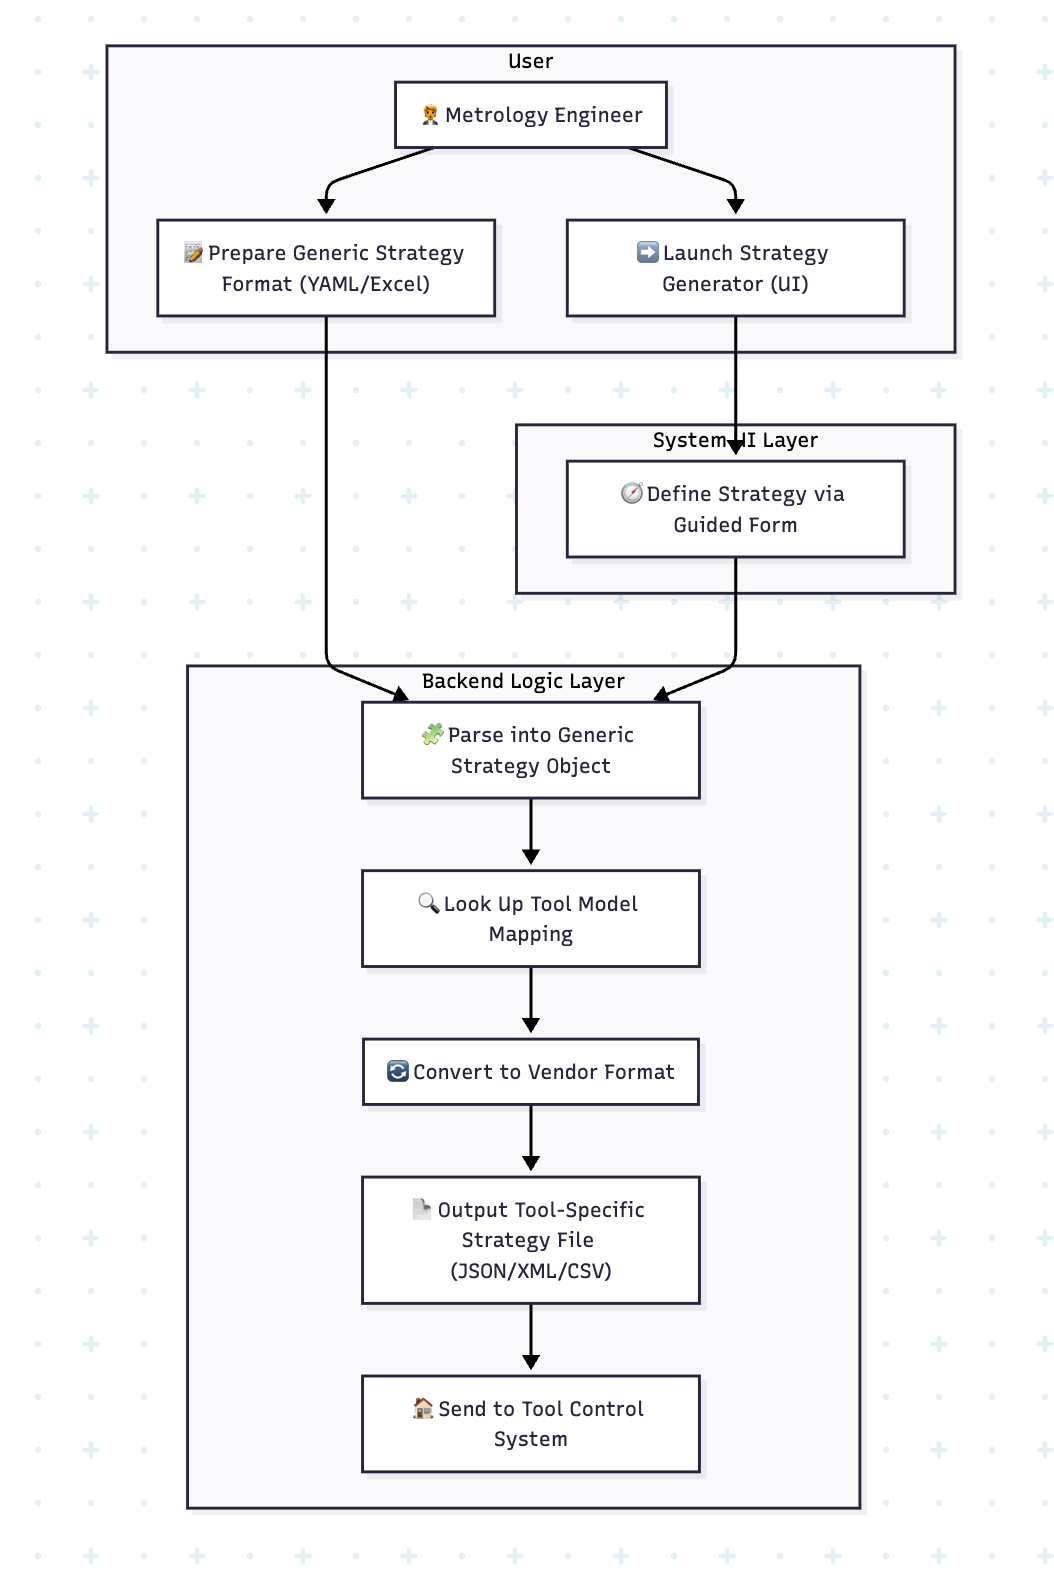 User
Metrology Engineer
Prepare Generic Strategy
Format (YAML/Excel)
Launch Strategy
Generator (UI)
System UI Layer
Define Strategy via
Guided Form
Backend Logic Layer
Parse into Generic
Strategy Object
Look Up Tool Model
Mapping
Convert to Vendor Format
Output Tool-Specific
Strategy File
(JSON/XML/CSV)
Send to Tool Control
System